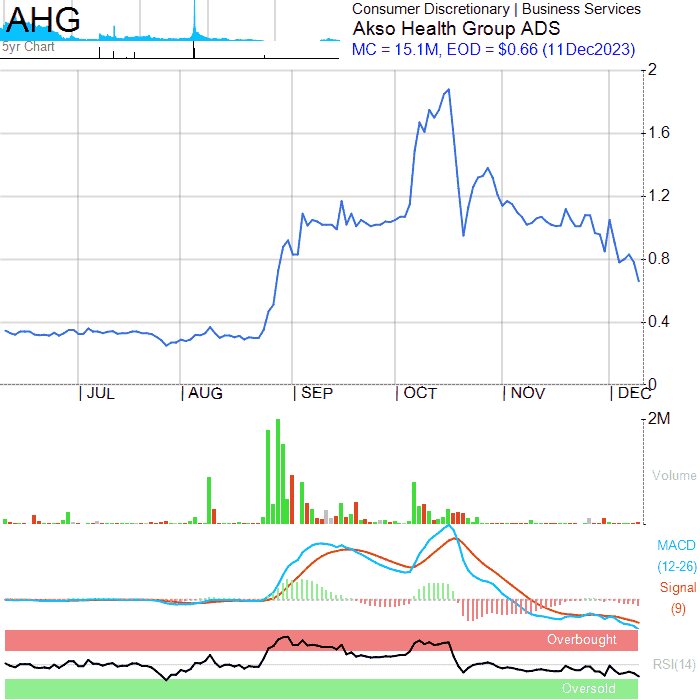 AHG
5yr Chart
Consumer Discretionary | Business Services
Akso Health Group ADS
MC = 15.1M, EOD = $0.66 (11Dec2023)
2
1.6
1.2
0.8
0.4
0
| JUL | AUG | SEP | OCT | NOV | DEC
2M
Volume
MACD
(12-26)
Signal
(9)
Overbought
RSI(14)
Oversold